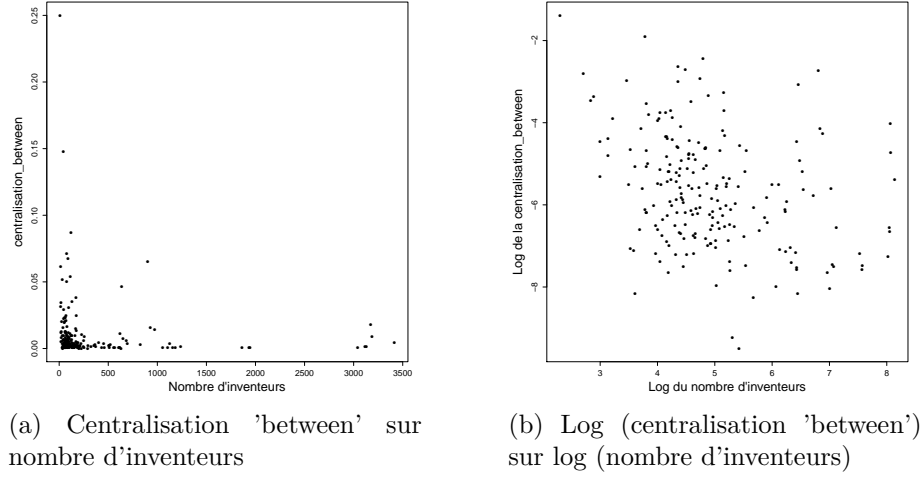 centralisation_between
0.25
0.20
0.15
0.10
0.05
0.00
0 500 1000 1500 2000 2500 3000 3500
Nombre d'inventeurs
(a) Centralisation 'between' sur
nombre d'inventeurs
Log de la centralisation_between
−2
−4
−6
−8
3 4 5 6 7 8
Log du nombre d'inventeurs
(b) Log (centralisation 'between')
sur log (nombre d'inventeurs)